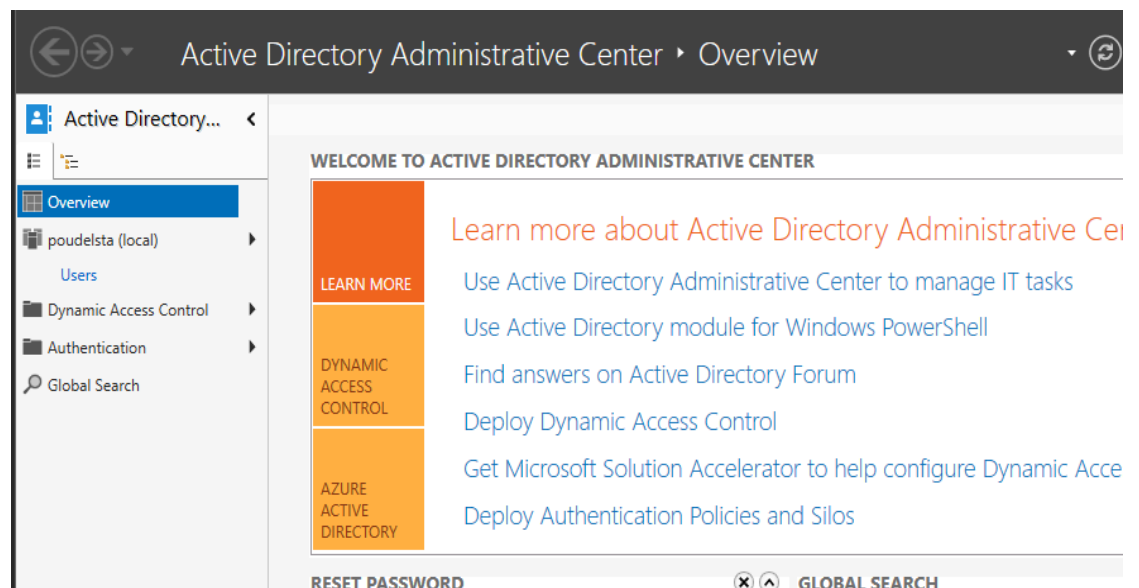 Active Directory Administrative Center ‣ Overview
Active Directory...
Overview
poudelsta (local)
Users
Dynamic Access Control
Authentication
Global Search
WELCOME TO ACTIVE DIRECTORY ADMINISTRATIVE CENTER
LEARN MORE
DYNAMIC
ACCESS
CONTROL
AZURE
ACTIVE
DIRECTORY
Learn more about Active Directory Administrative Cer
Use Active Directory Administrative Center to manage IT tasks
Use Active Directory module for Windows PowerShell
Find answers on Active Directory Forum
Deploy Dynamic Access Control
Get Microsoft Solution Accelerator to help configure Dynamic Acce
Deploy Authentication Policies and Silos
RESET PASSWORD
GLOBAL SEARCH